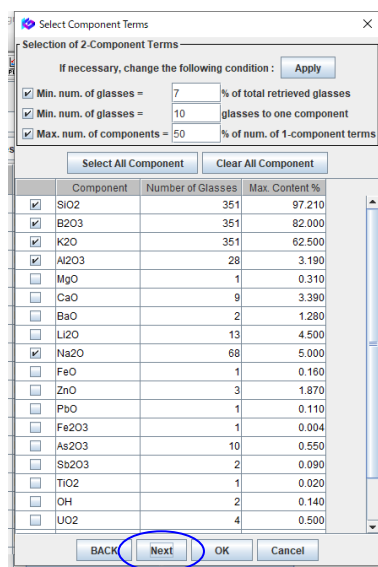 Select Component Terms
Selection of 2-Component Terms
If necessary, change the following condition : Apply
Min. num. of glasses = 7 % of total retrieved glasses
Min. num. of glasses = 10 glasses to one component
Max. num. of components = 50 % of num. of 1-component terms
Select All Component Clear All Component
Component Number of Glasses Max. Content %
SiO2 351 97.210
B2O3 351 82.000
K2O 351 62.500
Al2O3 28 3.190
MgO 1 0.310
CaO 9 3.390
BaO 2 1.280
Li2O 13 4.500
Na2O 68 5.000
FeO 1 0.160
ZnO 3 1.870
PbO 1 0.110
Fe2O3 1 0.004
As2O3 10 0.550
Sb2O3 2 0.090
TiO2 1 0.020
OH 2 0.140
UO2 4 0.500
BACK Next OK Cancel